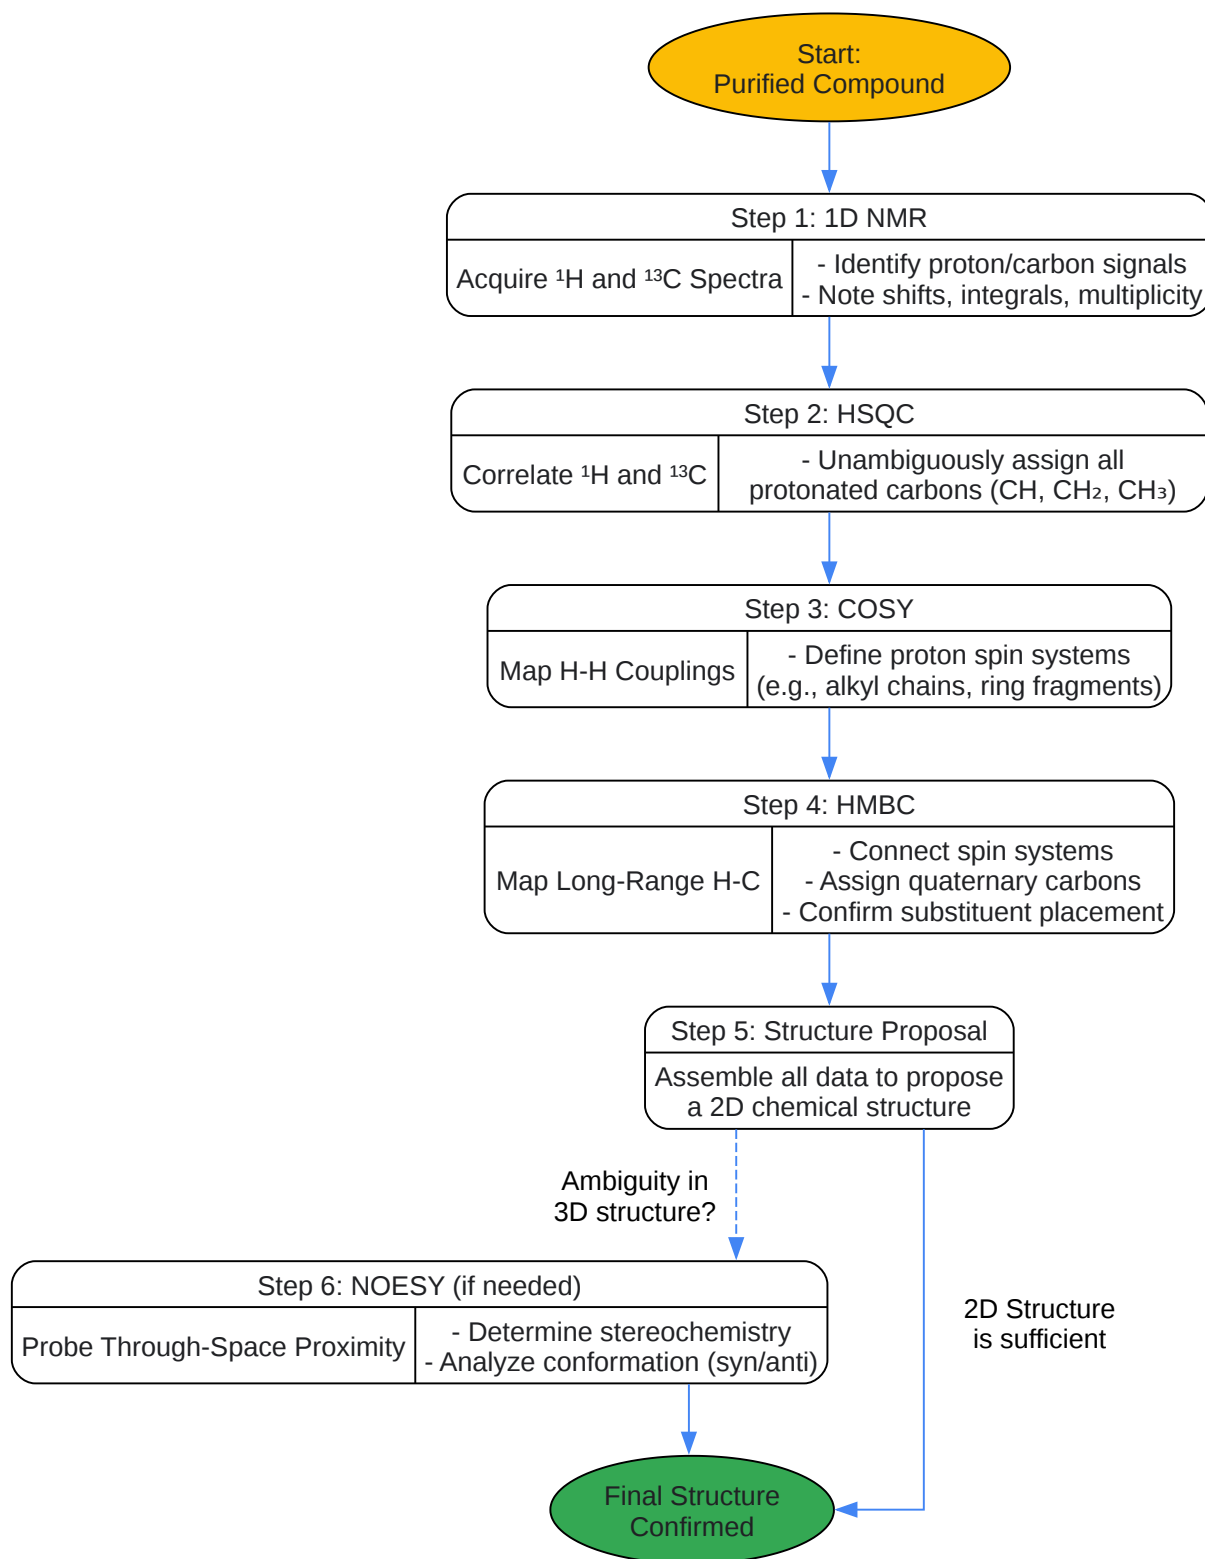 Start:
Purified Compound
Step 1: 1D NMR
Acquire ¹H and ¹³C Spectra
- Identify proton/carbon signals
- Note shifts, integrals, multiplicity
Step 2: HSQC
Correlate ¹H and ¹³C
- Unambiguously assign all
protonated carbons (CH, CH₂, CH₃)
Step 3: COSY
Map H-H Couplings
- Define proton spin systems
(e.g., alkyl chains, ring fragments)
Step 4: HMBC
Map Long-Range H-C
- Connect spin systems
- Assign quaternary carbons
- Confirm substituent placement
Step 5: Structure Proposal
Assemble all data to propose
a 2D chemical structure
Ambiguity in
3D structure?
Step 6: NOESY (if needed)
Probe Through-Space Proximity
- Determine stereochemistry
- Analyze conformation (syn/anti)
2D Structure
is sufficient
Final Structure
Confirmed